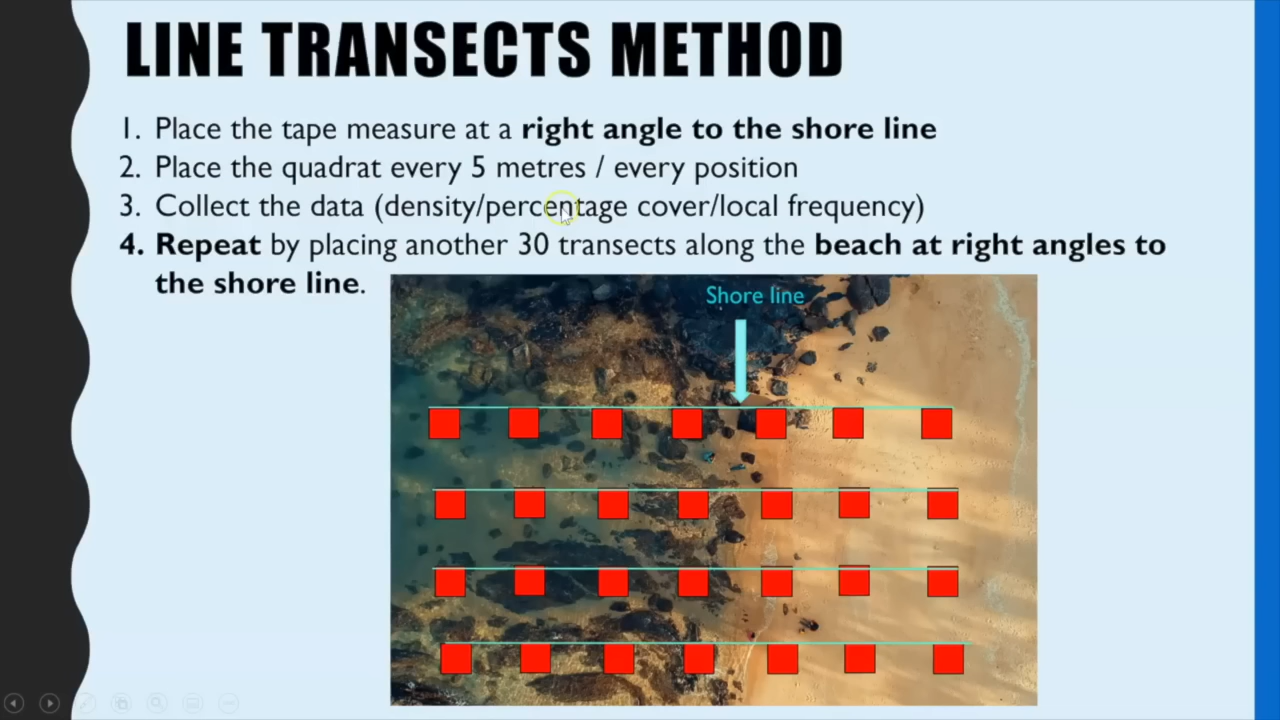 LINE TRANSECTS METHOD
1. Place the tape measure at a right angle to the shore line
2. Place the quadrat every 5 metres / every position
3. Collect the data (density/percentage cover/local frequency)
4. Repeat by placing another 30 transects along the beach at right angles to
the shore line.
Shore line